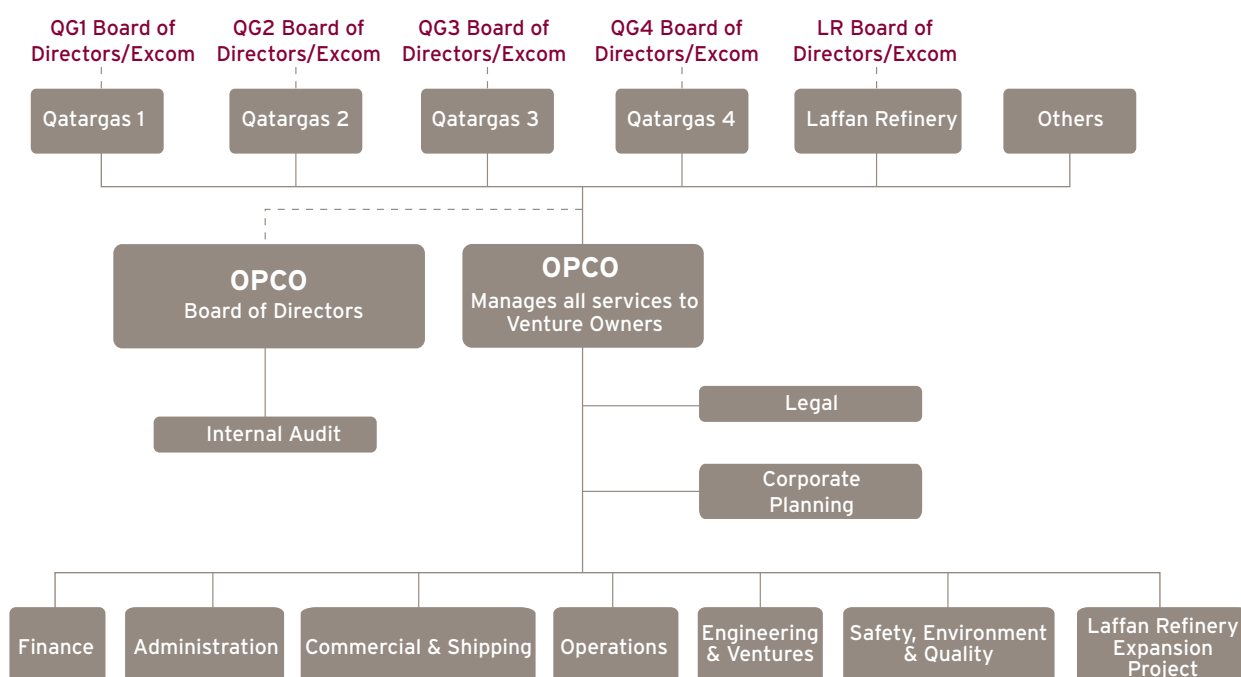 QG1 Board of
Directors/Excom
QG2 Board of
Directors/Excom
QG3 Board of
Directors/Excom
QG4 Board of
Directors/Excom
LR Board of
Directors/Excom
Qatargas 1
Qatargas 2
Qatargas 3
Qatargas 4
Laffan Refinery
Others
OPCO
Board of Directors
OPCO
Manages all services to
Venture Owners
Internal Audit
Legal
Corporate
Planning
Finance
Administration
Commercial & Shipping
Operations
Engineering
& Ventures
Safety, Environment
& Quality
Laffan Refinery
Expansion
Project